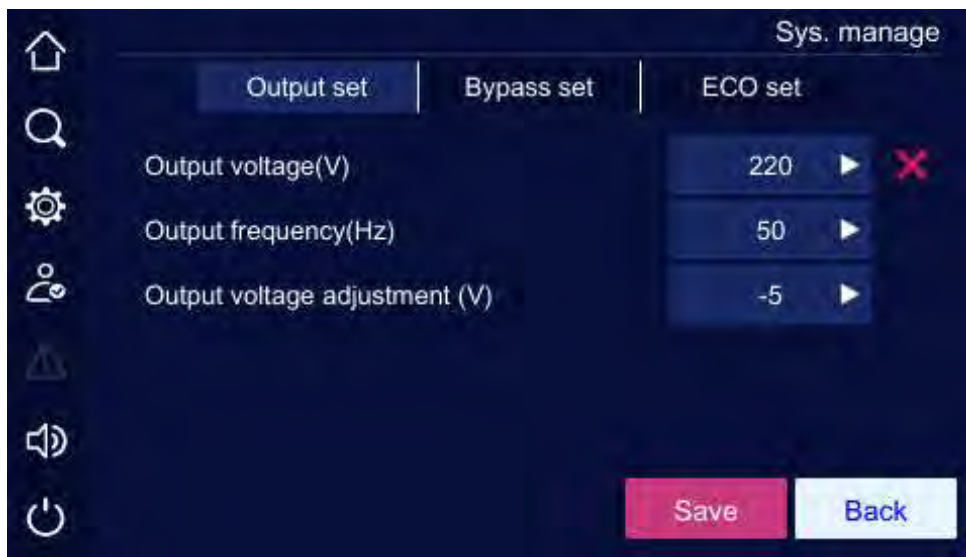 Sys. manage
Output set Bypass set ECO set
Output voltage(V) 220
Output frequency(Hz) 50
Output voltage adjustment (V) -5
Save Back